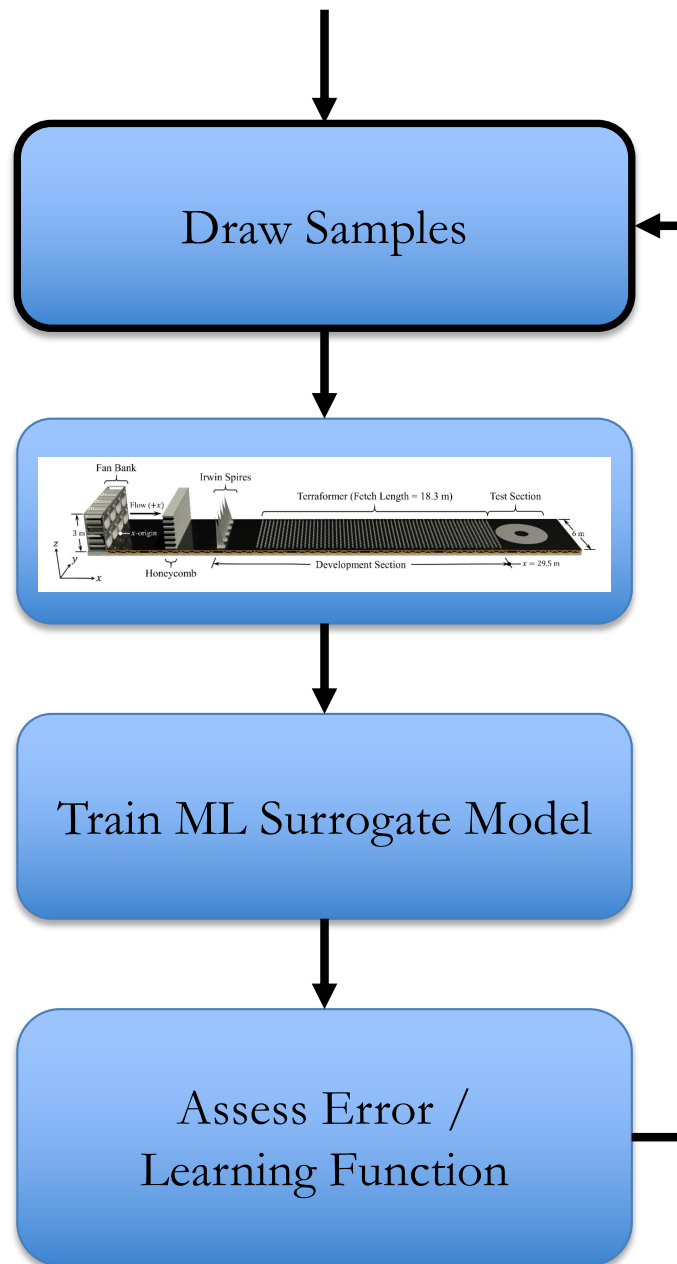 Draw Samples
Fan Bank
Irwin Spires
Terraformer (Fetch Length = 18.3 m)
Test Section
Flow (+x)
3 m
x-origin
6 m
z
y
x
Honeycomb
Development Section
x = 29.5 m
Train ML Surrogate Model
Assess Error /
Learning Function